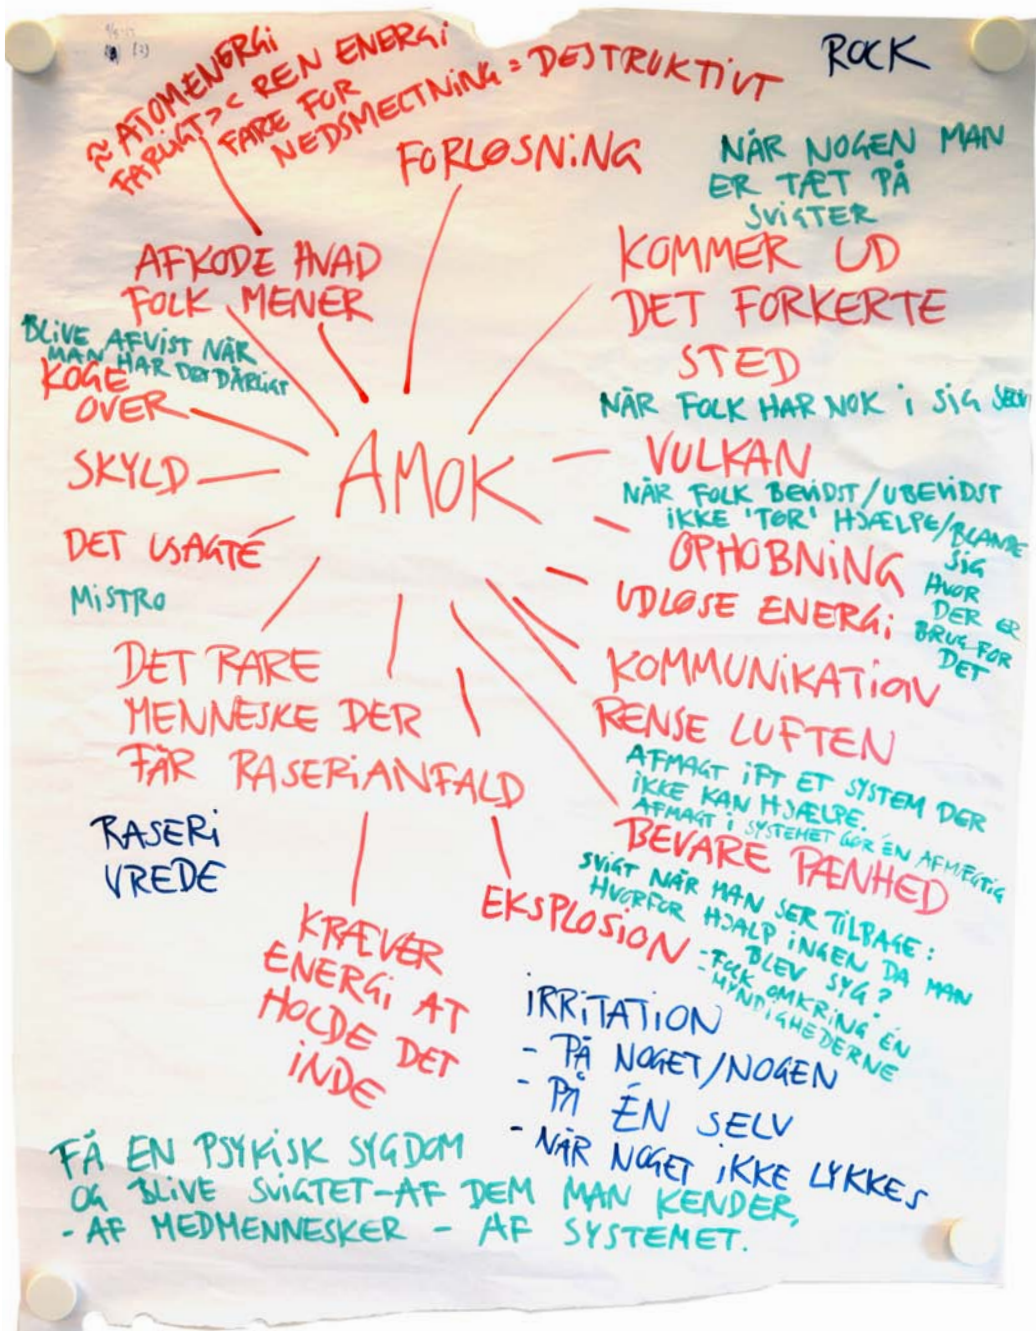 (2)
≈ ATOMENERGI
FARLIGT >< REN ENERGI
FARE FOR
NEDSMELTNING = DESTRUKTIVT
ROCK
FORLØSNING
NÅR NOGEN MAN
ER TÆT PÅ
SVIGTER
AFKODE HVAD
FOLK MENER
KOMMER UD
DET FORKERTE
STED
BLIVE AFVIST NÅR
MAN HAR DET DÅRLIGT
KOGE
OVER
NÅR FOLK HAR NOK i SIG SELV
SKYLD
AMOK
VULKAN
NÅR FOLK BEVIDST/UBEVIDST
IKKE 'TØR' HJÆLPE/BLANDE
SIG
HVOR
DER ER
BRUG FOR
DET
DET USAGTE
OPHOBNING
MISTRO
UDLØSE ENERGI
DET RARE
MENNESKE DER
FÅR RASERIANFALD
KOMMUNIKATION
RENSE LUFTEN
AFMAGT IFT ET SYSTEM DER
IKKE KAN HJÆLPE.
AFMAGT i SYSTEMET GØR ÉN AFMÆGTIG
BEVARE PÆNHED
RASERI
VREDE
SVIGT NÅR MAN SER TILBAGE:
HVORFOR HJALP INGEN DA MAN
BLEV SYG?
- FOLK OMKRING ÉN
- MYNDIGHEDERNE
EKSPLOSION
KRÆVER
ENERGI AT
HOLDE DET
INDE
IRRITATION
- PÅ NOGET/NOGEN
- PÅ ÉN SELV
- NÅR NOGET IKKE LYKKES
FÅ EN PSYKISK SYGDOM
OG BLIVE SVIGTET - AF DEM MAN KENDER,
- AF MEDMENNESKER - AF SYSTEMET.